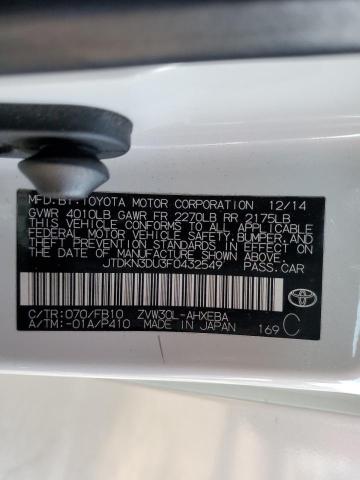 MFD.BY:TOYOTA MOTOR CORPORATION 12/14
GVWR 4010LB GAWR FR 2270LB RR 2175LB
THIS VEHICLE CONFORMS TO ALL APPLICABLE
FEDERAL MOTOR VEHICLE SAFETY, BUMPER, AND
THEFT PREVENTION STANDARDS IN EFFECT ON THE
DATE OF MANUFACTURE SHOWN ABOVE.
JTDKN3DU3F0432549 PASS.CAR
C/TR:070/FB10 ZVW30L-AHXEBA
A/TM:-01A/P410 MADE IN JAPAN 169 C